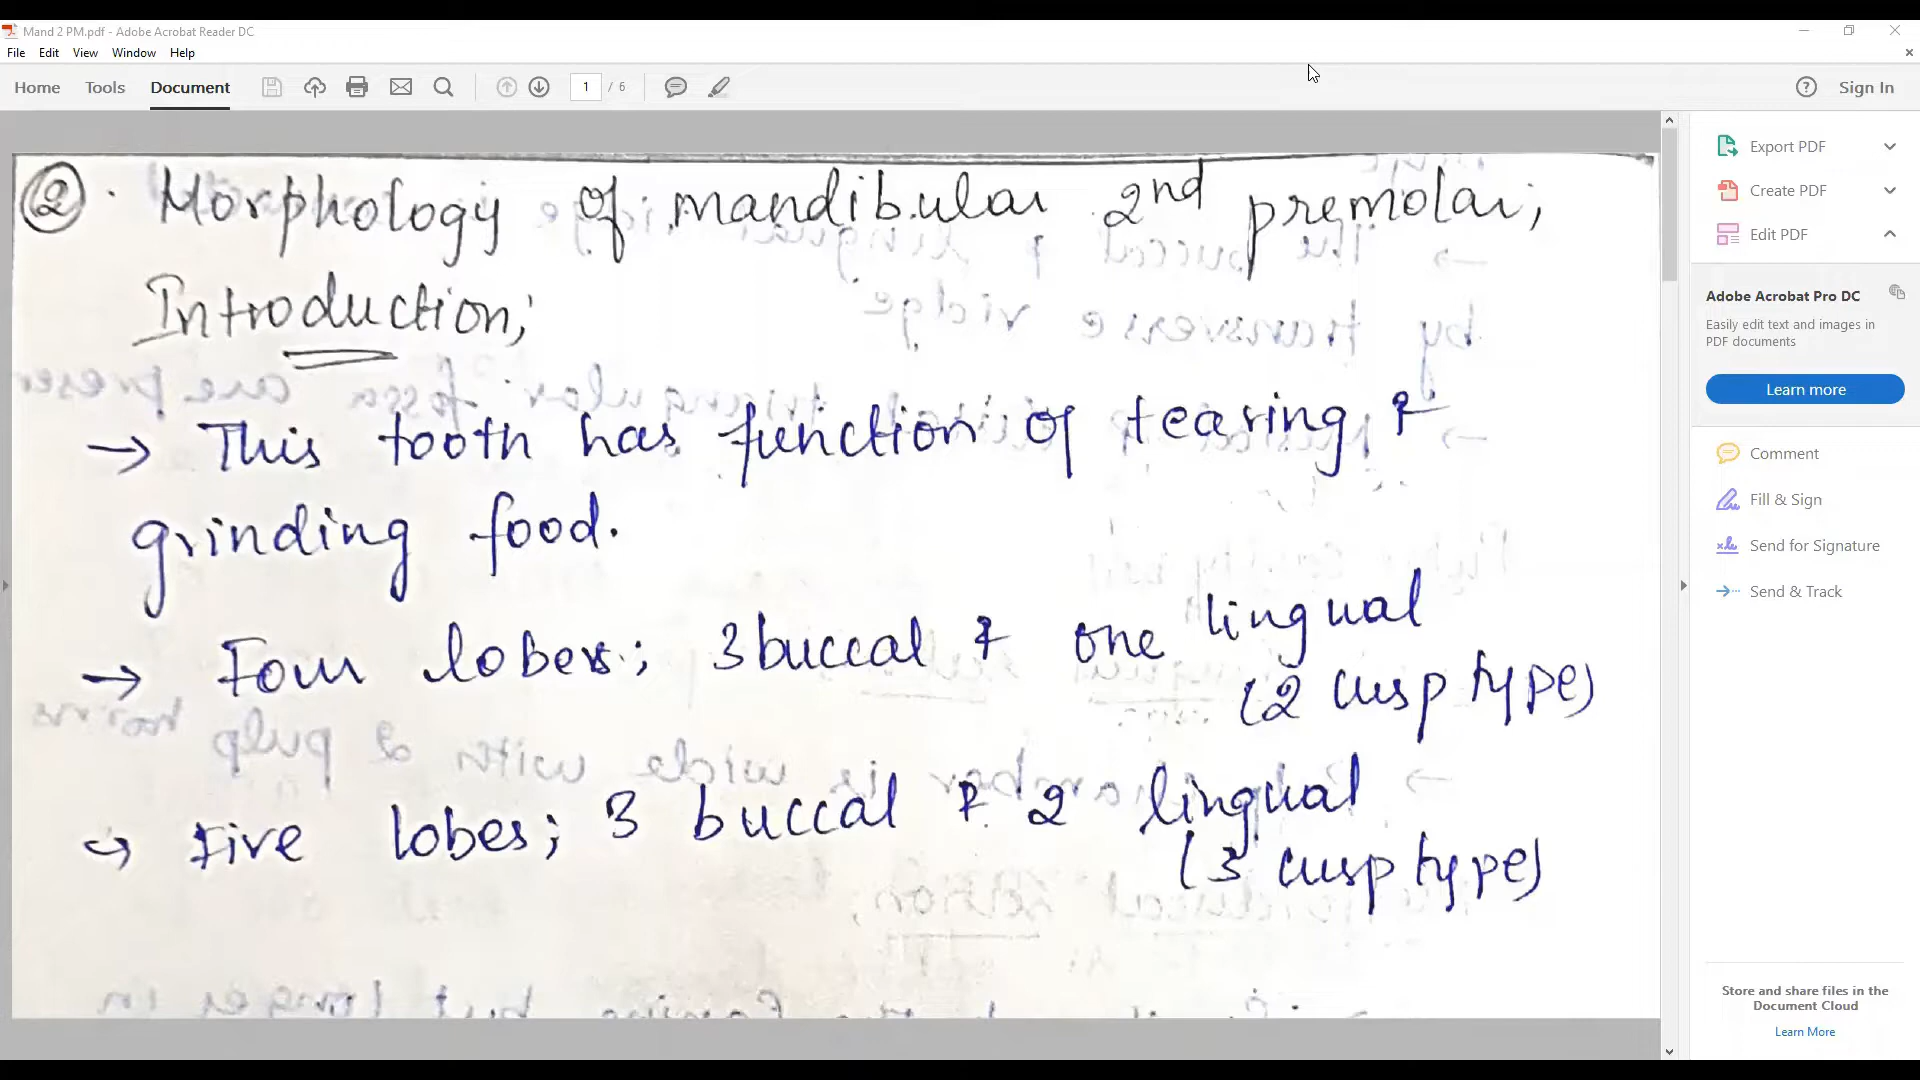 Mand 2 PM.pdf - Adobe Acrobat Reader DC
File Edit View Window Help
Home Tools Document 1 / 6 Sign In
② . Morphology of mandibular 2nd premolar;
Introduction;
→ This tooth has function of tearing &
grinding food.
→ Four lobes; 3 buccal & one lingual
(2 cusp type)
→ Five lobes; 3 buccal & 2 lingual
(3 cusp type)
Export PDF
Create PDF
Edit PDF
Adobe Acrobat Pro DC
Easily edit text and images in
PDF documents
Learn more
Comment
Fill & Sign
Send for Signature
Send & Track
Store and share files in the
Document Cloud
Learn More